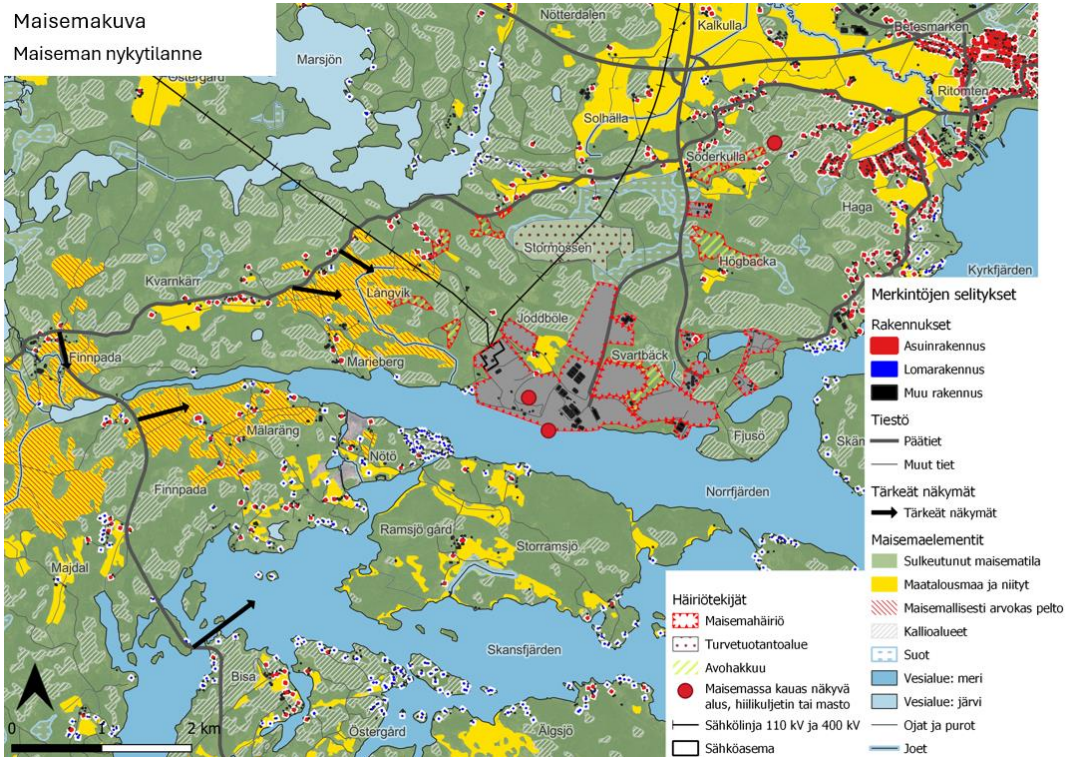 Maisemakuva
Maiseman nykytilanne
Nötterdalen
Kalkulla
Marsjön
Östergård
Ritomten
Solhälla
Söderkulla
Haga
Stormossen
Högbacka
Kyrkfjärden
Kvarnkärr
Långvik
Joddböle
Finnpada
Marieberg
Svartbäck
Mälaräng
Nötö
Fjusö
Finnpada
Norrfjärden
Ramsjö gård
Storramsjö
Majdal
Skansfjärden
Bisa
Östergård
Älgsjö
0
1
2 km
Häiriötekijät
Maisemahäiriö
Turvetuotantoalue
Avohakkuu
Maisemassa kauas näkyvä
alus, hiilikuljetin tai masto
Sähkölinja 110 kV ja 400 kV
Sähköasema
Merkintöjen selitykset
Rakennukset
Asuinrakennus
Lomarakennus
Muu rakennus
Tiestö
Päätiet
Muut tiet
Tärkeät näkymät
Tärkeät näkymät
Maisemaelementit
Sulkeutunut maisematila
Maatalousmaa ja niityt
Maisemallisesti arvokas pelto
Kallioalueet
Suot
Vesialue: meri
Vesialue: järvi
Ojat ja purot
Joet